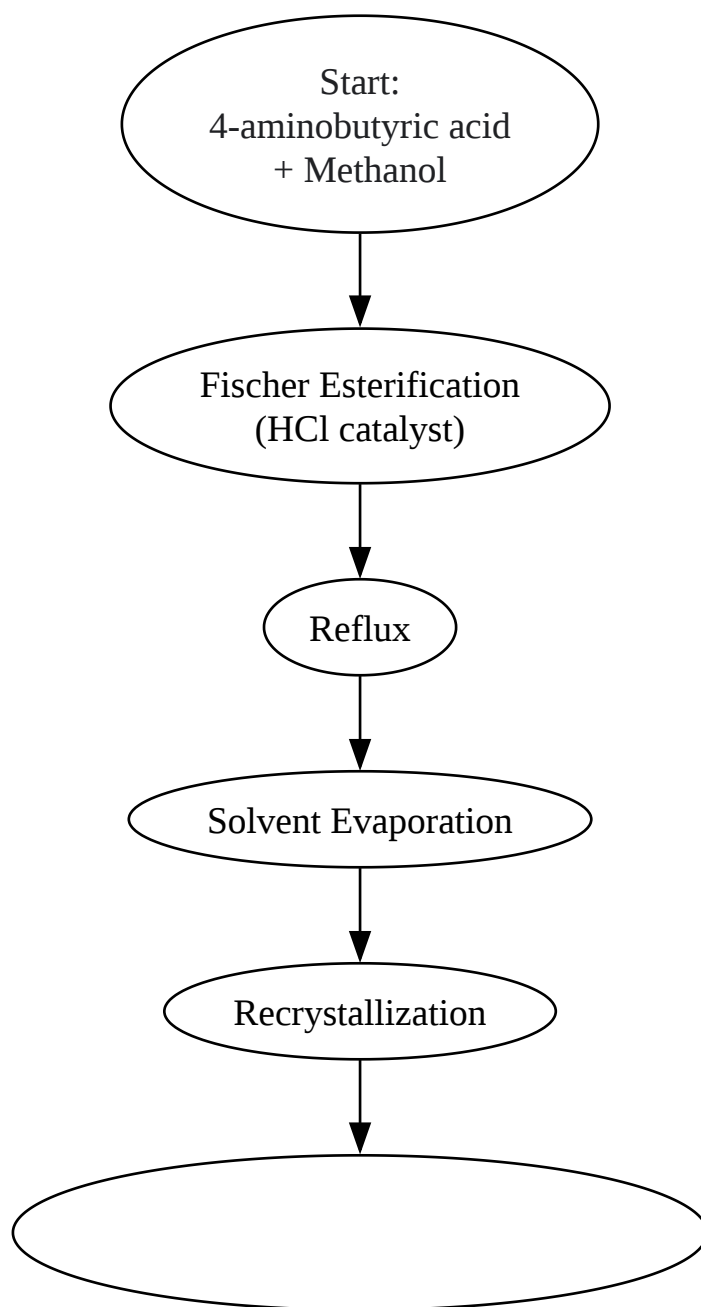 Start:
4-aminobutyric acid
+ Methanol
Fischer Esterification
(HCl catalyst)
Reflux
Solvent Evaporation
Recrystallization